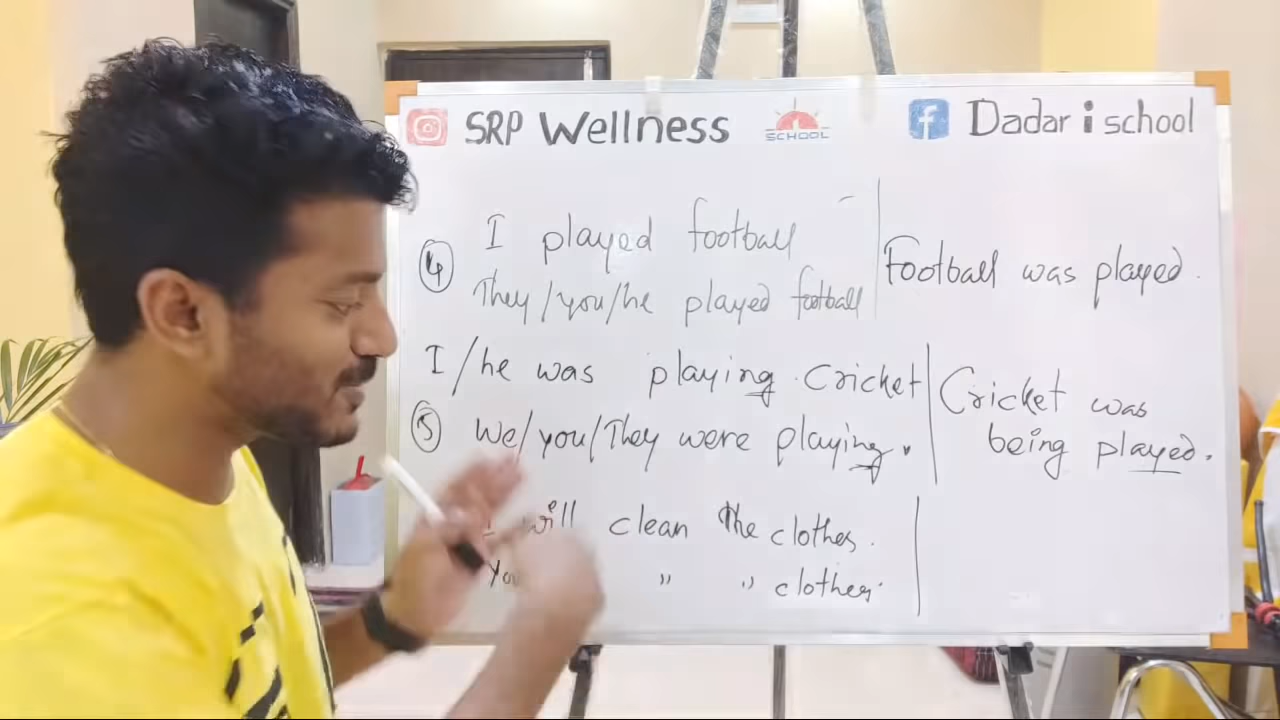 SRP Wellness
SCHOOL
Dadar i school
4
I played football
They/you/he played football
Football was played.
I/he was playing Cricket
5
We/you/They were playing.
Cricket was
being played.
will clean the clothes.
" " clothes.